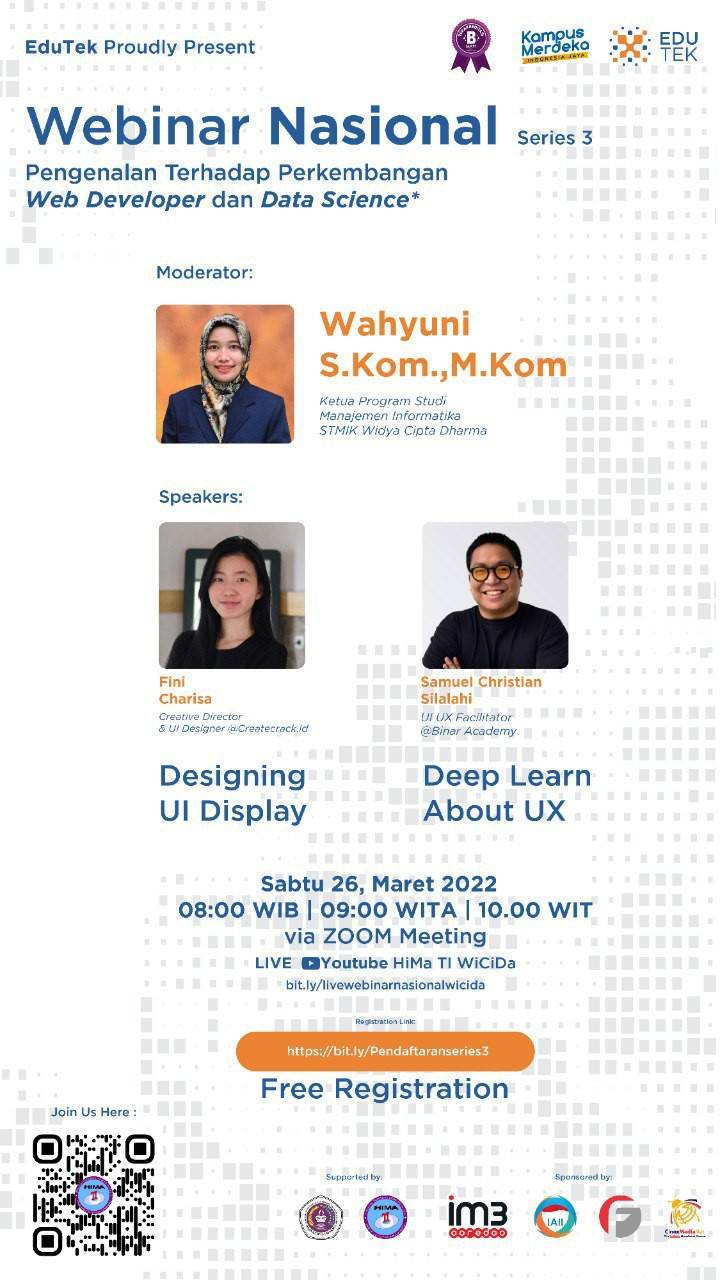 EduTek Proudly Present
B
Kampus
Merdeka
INDONESIA JAYA
EDU
TEK
Webinar Nasional Series 3
Pengenalan Terhadap Perkembangan
Web Developer dan Data Science*
Moderator:
Wahyuni
S.Kom.,M.Kom
Ketua Program Studi
Manajemen Informatika
STMIK Widya Cipta Dharma
Speakers:
Fini
Charisa
Creative Director
& UI Designer @Createcrack.id
Designing
UI Display
Samuel Christian
Silalahi
UI UX Facilitator
@Binar Academy
Deep Learn
About UX
Sabtu 26, Maret 2022
08:00 WIB | 09:00 WITA | 10.00 WIT
via ZOOM Meeting
LIVE Youtube HiMa TI WiCiDa
bit.ly/livewebinarnasionalwicida
Registration Link:
https://bit.ly/Pendaftaranseries3
Free Registration
Join Us Here :
HIMA
Supported by:
HIMA
Sponsored by:
im3
ooredoo
IAII